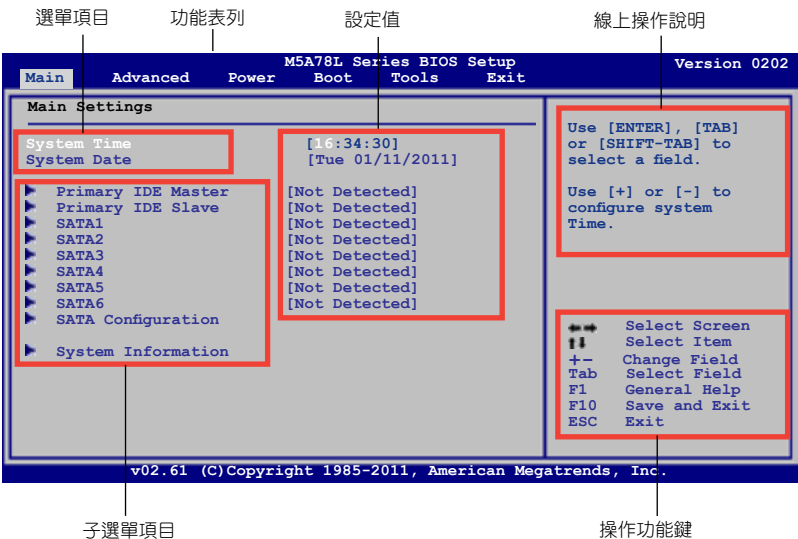 選單項目 功能表列 設定值 線上操作說明
M5A78L Series BIOS Setup Version 0202
Main Advanced Power Boot Tools Exit
Main Settings
System Time [16:34:30]
System Date [Tue 01/11/2011]
Primary IDE Master [Not Detected]
Primary IDE Slave [Not Detected]
SATA1 [Not Detected]
SATA2 [Not Detected]
SATA3 [Not Detected]
SATA4 [Not Detected]
SATA5 [Not Detected]
SATA6 [Not Detected]
SATA Configuration
System Information
Use [ENTER], [TAB]
or [SHIFT-TAB] to
select a field.
Use [+] or [-] to
configure system
Time.
←→ Select Screen
↑↓ Select Item
+- Change Field
Tab Select Field
F1 General Help
F10 Save and Exit
ESC Exit
v02.61 (C)Copyright 1985-2011, American Megatrends, Inc.
子選單項目 操作功能鍵